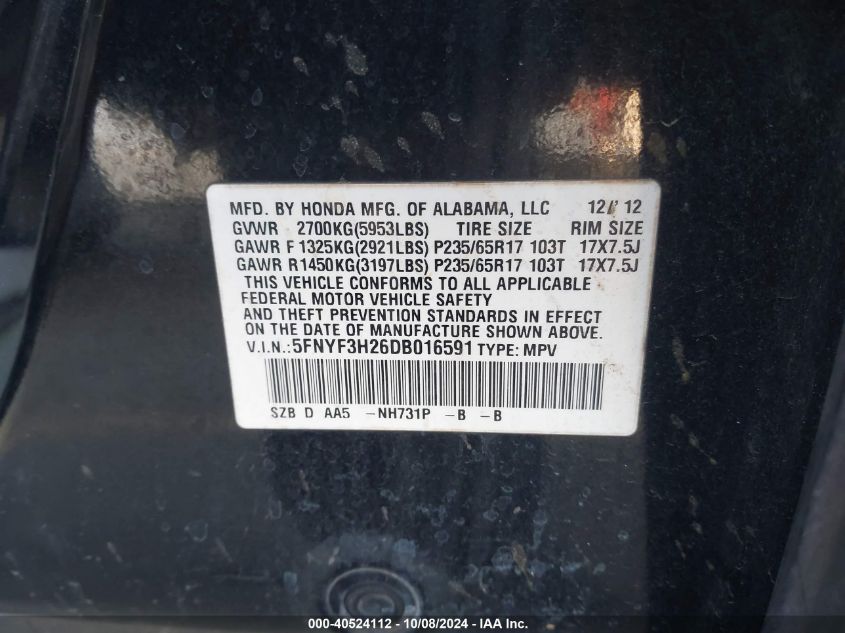 MFD. BY HONDA MFG. OF ALABAMA, LLC 12/ 12
GVWR 2700KG(5953LBS) TIRE SIZE RIM SIZE
GAWR F 1325KG(2921LBS) P235/65R17 103T 17X7.5J
GAWR R1450KG(3197LBS) P235/65R17 103T 17X7.5J
THIS VEHICLE CONFORMS TO ALL APPLICABLE
FEDERAL MOTOR VEHICLE SAFETY
AND THEFT PREVENTION STANDARDS IN EFFECT
ON THE DATE OF MANUFACTURE SHOWN ABOVE.
V.I.N.:5FNYF3H26DB016591 TYPE: MPV
SZB D AA5 -NH731P -B -B
000-40524112 - 10/08/2024 - IAA Inc.